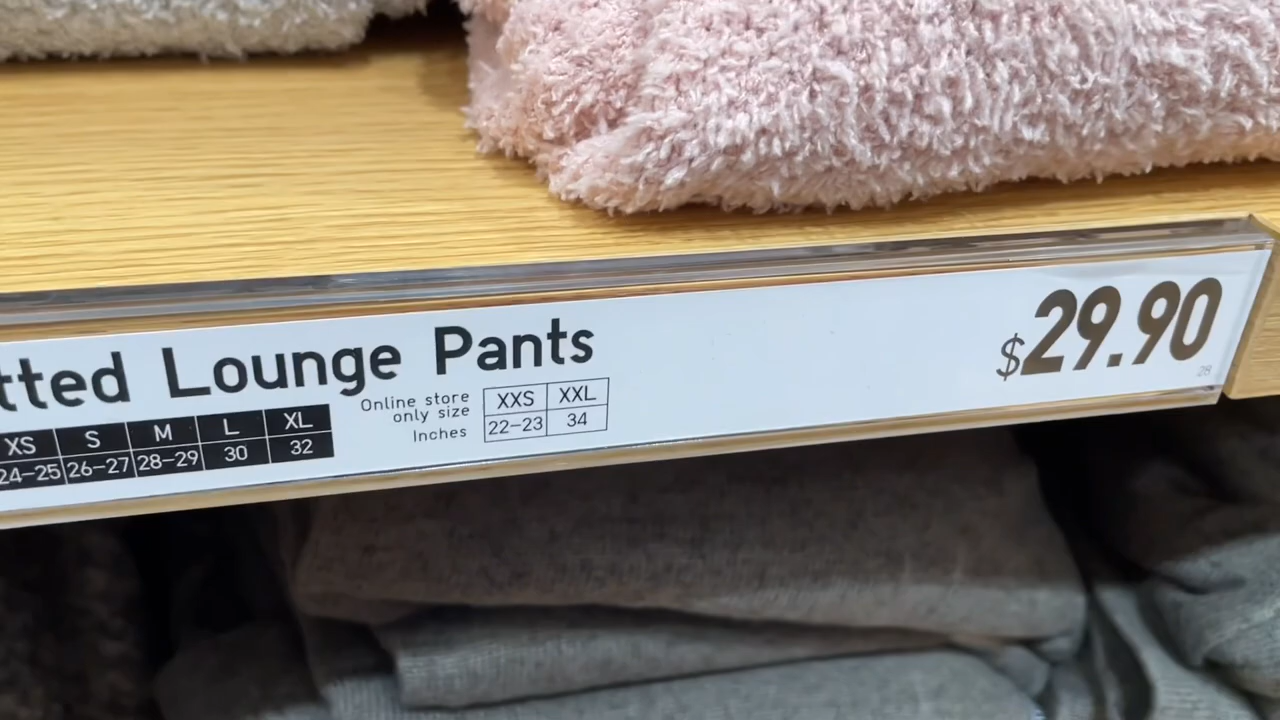 tted Lounge Pants
$29.90
28
XS S M L XL
24-25 26-27 28-29 30 32
Online store
only size
Inches
XXS XXL
22-23 34